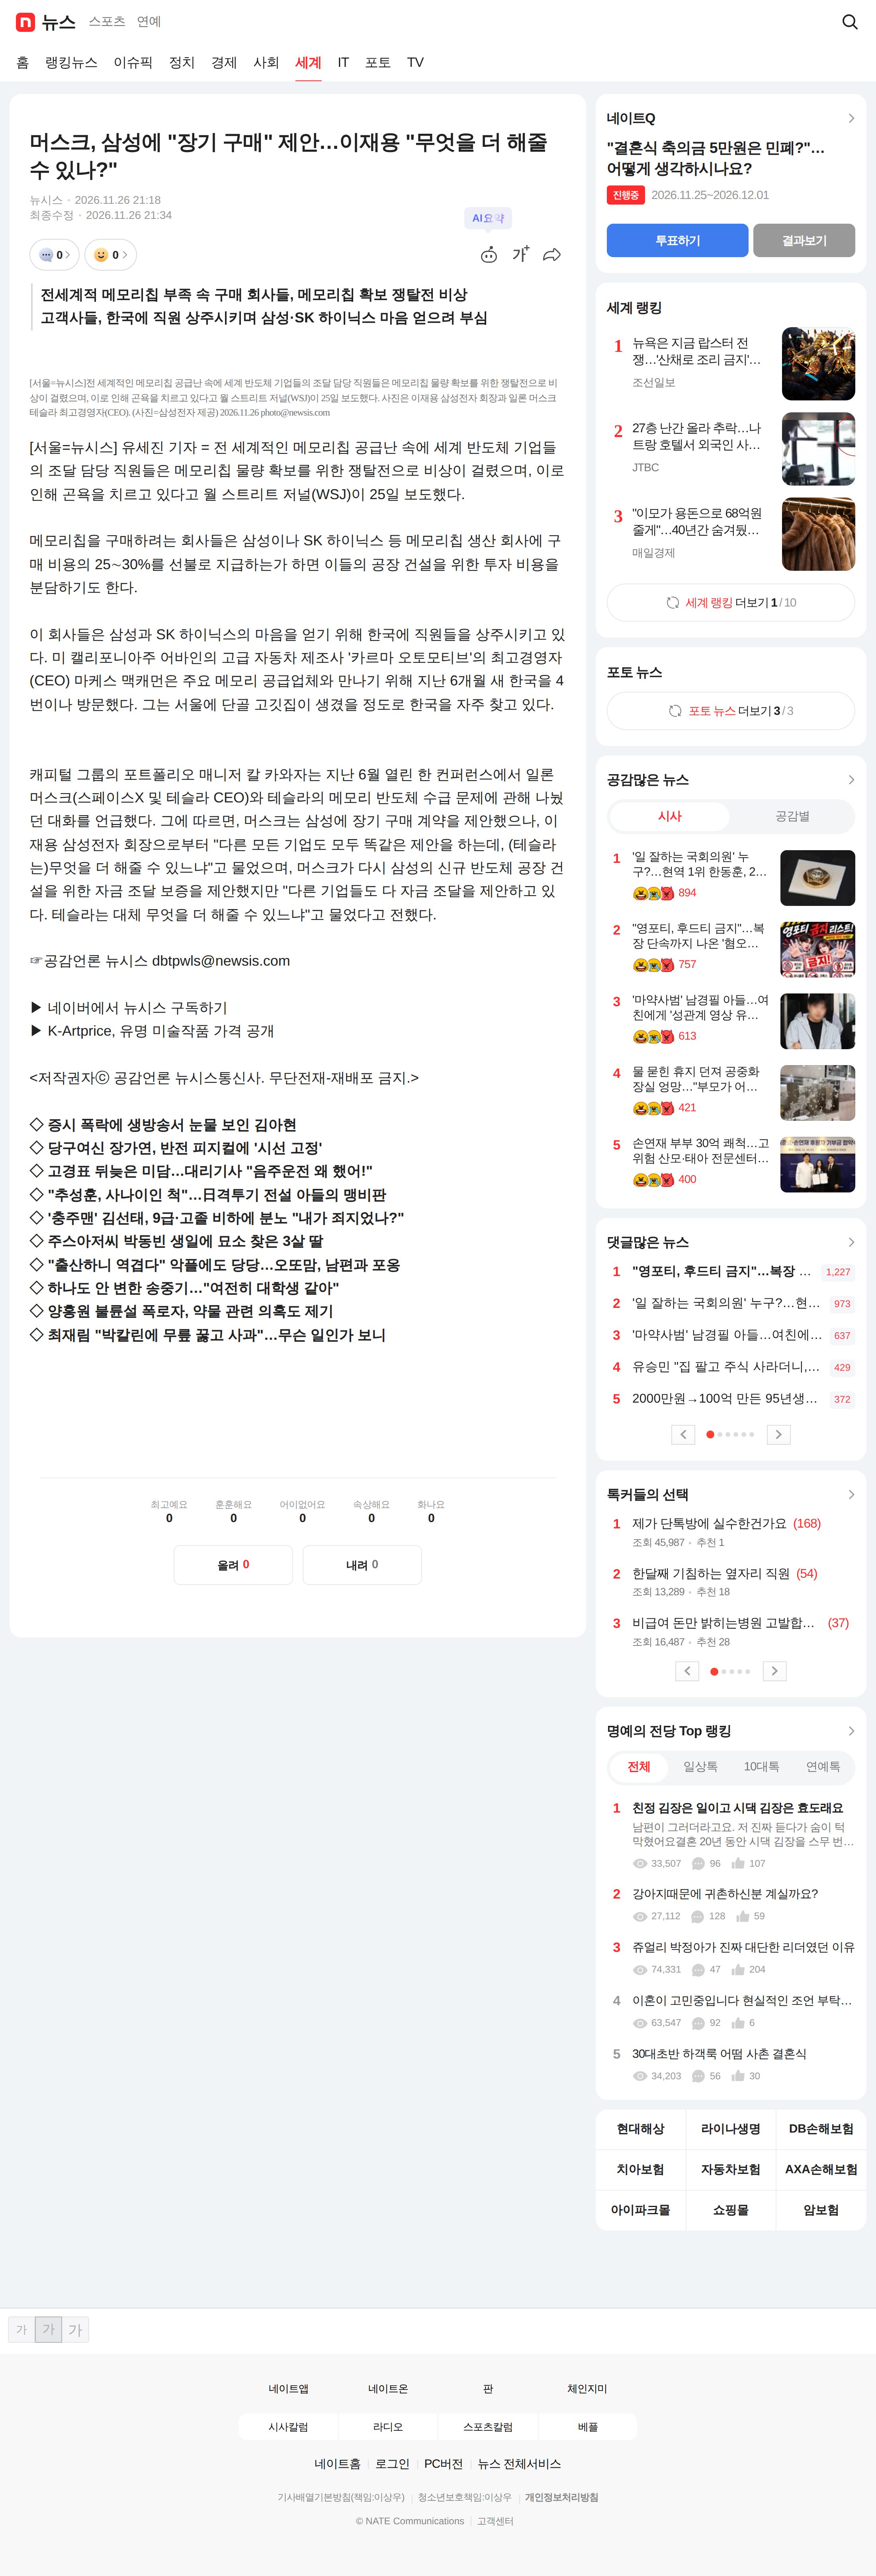 뉴스 스포츠 연예
홈 랭킹뉴스 이슈픽 정치 경제 사회 세계 IT 포토 TV
머스크, 삼성에 "장기 구매" 제안…이재용 "무엇을 더 해줄
수 있나?"
뉴시스 · 2026.11.26 21:18
최종수정 · 2026.11.26 21:34
AI요약
0 0 가+
전세계적 메모리칩 부족 속 구매 회사들, 메모리칩 확보 쟁탈전 비상
고객사들, 한국에 직원 상주시키며 삼성·SK 하이닉스 마음 얻으려 부심
[서울=뉴시스]전 세계적인 메모리칩 공급난 속에 세계 반도체 기업들의 조달 담당 직원들은 메모리칩 물량 확보를 위한 쟁탈전으로 비
상이 걸렸으며, 이로 인해 곤욕을 치르고 있다고 월 스트리트 저널(WSJ)이 25일 보도했다. 사진은 이재용 삼성전자 회장과 일론 머스크
테슬라 최고경영자(CEO). (사진=삼성전자 제공) 2026.11.26 photo@newsis.com
[서울=뉴시스] 유세진 기자 = 전 세계적인 메모리칩 공급난 속에 세계 반도체 기업들
의 조달 담당 직원들은 메모리칩 물량 확보를 위한 쟁탈전으로 비상이 걸렸으며, 이로
인해 곤욕을 치르고 있다고 월 스트리트 저널(WSJ)이 25일 보도했다.
메모리칩을 구매하려는 회사들은 삼성이나 SK 하이닉스 등 메모리칩 생산 회사에 구
매 비용의 25∼30%를 선불로 지급하는가 하면 이들의 공장 건설을 위한 투자 비용을
분담하기도 한다.
이 회사들은 삼성과 SK 하이닉스의 마음을 얻기 위해 한국에 직원들을 상주시키고 있
다. 미 캘리포니아주 어바인의 고급 자동차 제조사 '카르마 오토모티브'의 최고경영자
(CEO) 마케스 맥캐먼은 주요 메모리 공급업체와 만나기 위해 지난 6개월 새 한국을 4
번이나 방문했다. 그는 서울에 단골 고깃집이 생겼을 정도로 한국을 자주 찾고 있다.
캐피털 그룹의 포트폴리오 매니저 칼 카와자는 지난 6월 열린 한 컨퍼런스에서 일론
머스크(스페이스X 및 테슬라 CEO)와 테슬라의 메모리 반도체 수급 문제에 관해 나눴
던 대화를 언급했다. 그에 따르면, 머스크는 삼성에 장기 구매 계약을 제안했으나, 이
재용 삼성전자 회장으로부터 "다른 모든 기업도 모두 똑같은 제안을 하는데, (테슬라
는)무엇을 더 해줄 수 있느냐"고 물었으며, 머스크가 다시 삼성의 신규 반도체 공장 건
설을 위한 자금 조달 보증을 제안했지만 "다른 기업들도 다 자금 조달을 제안하고 있
다. 테슬라는 대체 무엇을 더 해줄 수 있느냐"고 물었다고 전했다.
☞공감언론 뉴시스 dbtpwls@newsis.com
▶ 네이버에서 뉴시스 구독하기
▶ K-Artprice, 유명 미술작품 가격 공개
<저작권자ⓒ 공감언론 뉴시스통신사. 무단전재-재배포 금지.>
◇ 증시 폭락에 생방송서 눈물 보인 김아현
◇ 당구여신 장가연, 반전 피지컬에 '시선 고정'
◇ 고경표 뒤늦은 미담…대리기사 "음주운전 왜 했어!"
◇ "추성훈, 사나이인 척"…日격투기 전설 아들의 맹비판
◇ '충주맨' 김선태, 9급·고졸 비하에 분노 "내가 죄지었나?"
◇ 주스아저씨 박동빈 생일에 묘소 찾은 3살 딸
◇ "출산하니 역겹다" 악플에도 당당…오또맘, 남편과 포옹
◇ 하나도 안 변한 송중기…"여전히 대학생 같아"
◇ 양홍원 불륜설 폭로자, 약물 관련 의혹도 제기
◇ 최재림 "박칼린에 무릎 꿇고 사과"…무슨 일인가 보니
최고예요 훈훈해요 어이없어요 속상해요 화나요
0 0 0 0 0
올려 0 내려 0
네이트Q
"결혼식 축의금 5만원은 민폐?"…
어떻게 생각하시나요?
진행중 2026.11.25~2026.12.01
투표하기 결과보기
세계 랭킹
1 뉴욕은 지금 랍스터 전
쟁…'산채로 조리 금지'…
조선일보
2 27층 난간 올라 추락…나
트랑 호텔서 외국인 사…
JTBC
3 "이모가 용돈으로 68억원
줄게"…40년간 숨겨뒀…
매일경제
세계 랭킹 더보기 1 / 10
포토 뉴스
포토 뉴스 더보기 3 / 3
공감많은 뉴스
시사 공감별
1 '일 잘하는 국회의원' 누
구?…현역 1위 한동훈, 2…
894
2 "영포티, 후드티 금지"…복
장 단속까지 나온 '혐오…
757
영포티 금지 리스트!
금지!
3 '마약사범' 남경필 아들…여
친에게 '성관계 영상 유…
613
4 물 묻힌 휴지 던져 공중화
장실 엉망…"부모가 어…
421
5 손연재 부부 30억 쾌척…고
위험 산모·태아 전문센터…
400
댓글많은 뉴스
1 "영포티, 후드티 금지"…복장 … 1,227
2 '일 잘하는 국회의원' 누구?…현… 973
3 '마약사범' 남경필 아들…여친에… 637
4 유승민 "집 팔고 주식 사라더니,… 429
5 2000만원→100억 만든 95년생… 372
톡커들의 선택
1 제가 단톡방에 실수한건가요 (168)
조회 45,987 · 추천 1
2 한달째 기침하는 옆자리 직원 (54)
조회 13,289 · 추천 18
3 비급여 돈만 밝히는병원 고발합… (37)
조회 16,487 · 추천 28
명예의 전당 Top 랭킹
전체 일상톡 10대톡 연예톡
1 친정 김장은 일이고 시댁 김장은 효도래요
남편이 그러더라고요. 저 진짜 듣다가 숨이 턱
막혔어요결혼 20년 동안 시댁 김장을 스무 번…
33,507 96 107
2 강아지때문에 귀촌하신분 계실까요?
27,112 128 59
3 쥬얼리 박정아가 진짜 대단한 리더였던 이유
74,331 47 204
4 이혼이 고민중입니다 현실적인 조언 부탁…
63,547 92 6
5 30대초반 하객룩 어떰 사촌 결혼식
34,203 56 30
현대해상 라이나생명 DB손해보험
치아보험 자동차보험 AXA손해보험
아이파크몰 쇼핑몰 암보험
가 가 가
네이트앱 네이트온 판 체인지미
시사칼럼 라디오 스포츠칼럼 베플
네이트홈 로그인 PC버전 뉴스 전체서비스
기사배열기본방침(책임:이상우) 청소년보호책임:이상우 개인정보처리방침
© NATE Communications 고객센터